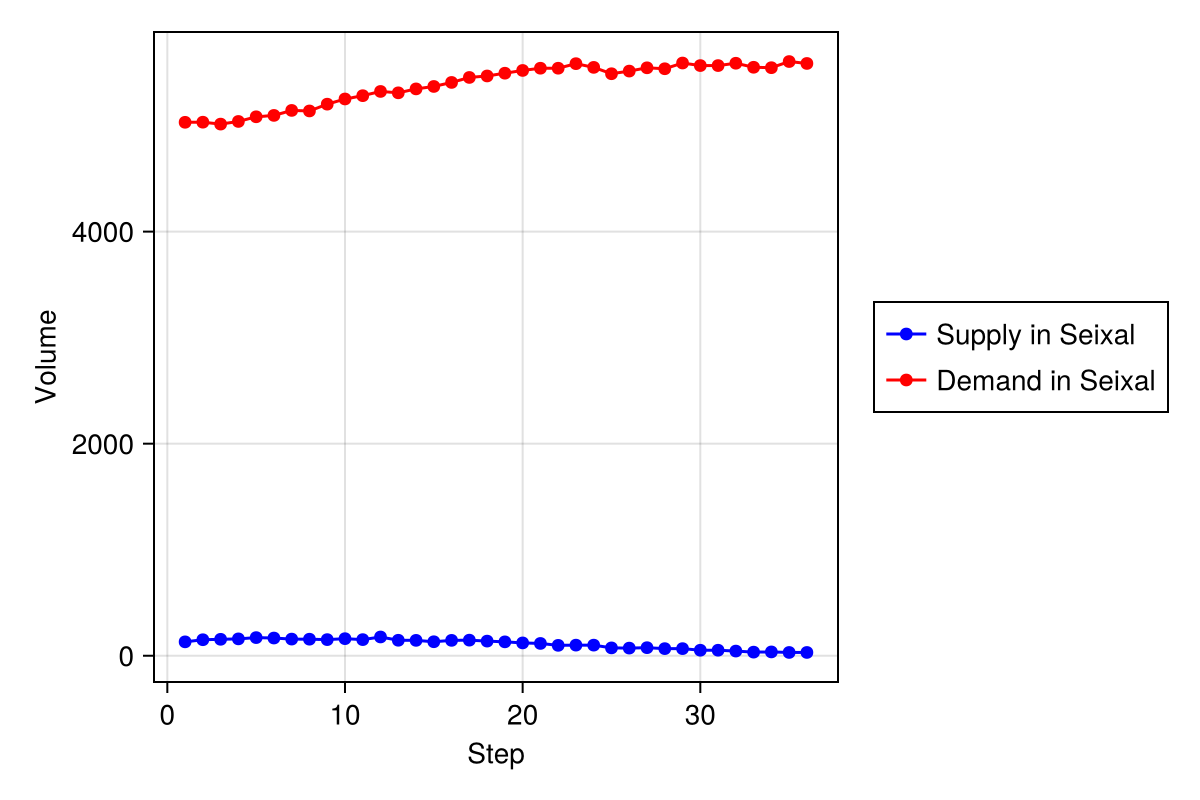 4000
2000
0
Volume
0 10 20 30
Step
Supply in Seixal
Demand in Seixal